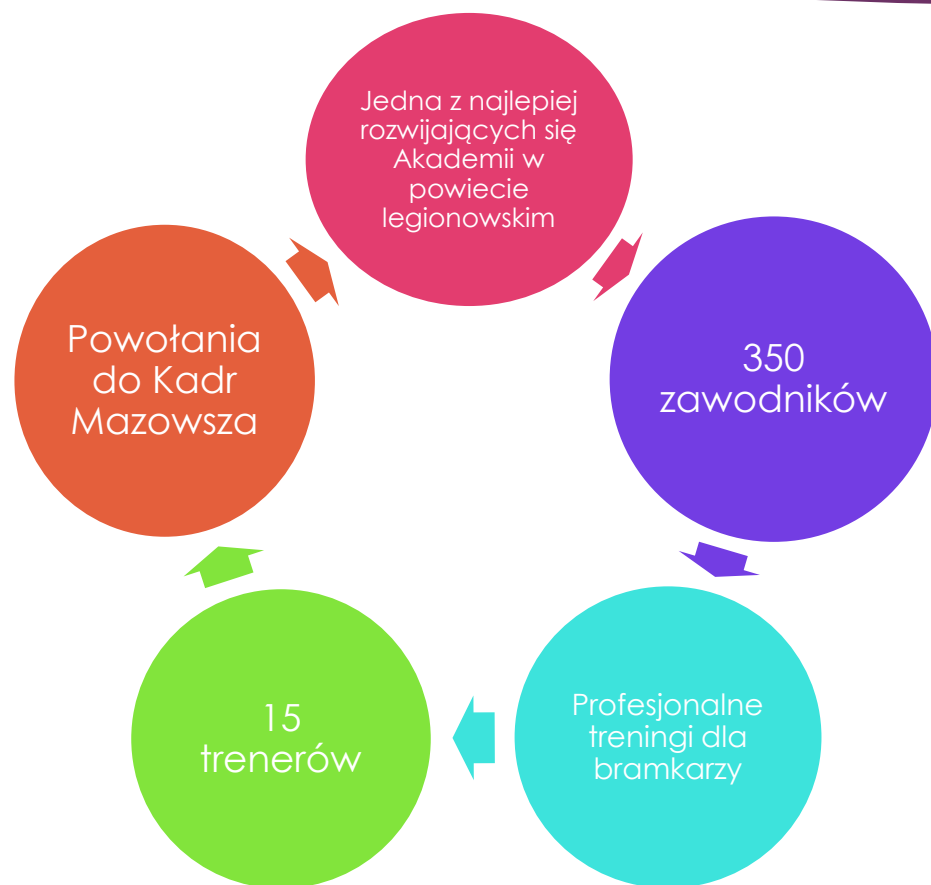 Jedna z najlepiej
rozwijających się
Akademii w
powiecie
legionowskim
350
zawodników
Profesjonalne
treningi dla
bramkarzy
15
trenerów
Powołania
do Kadr
Mazowsza